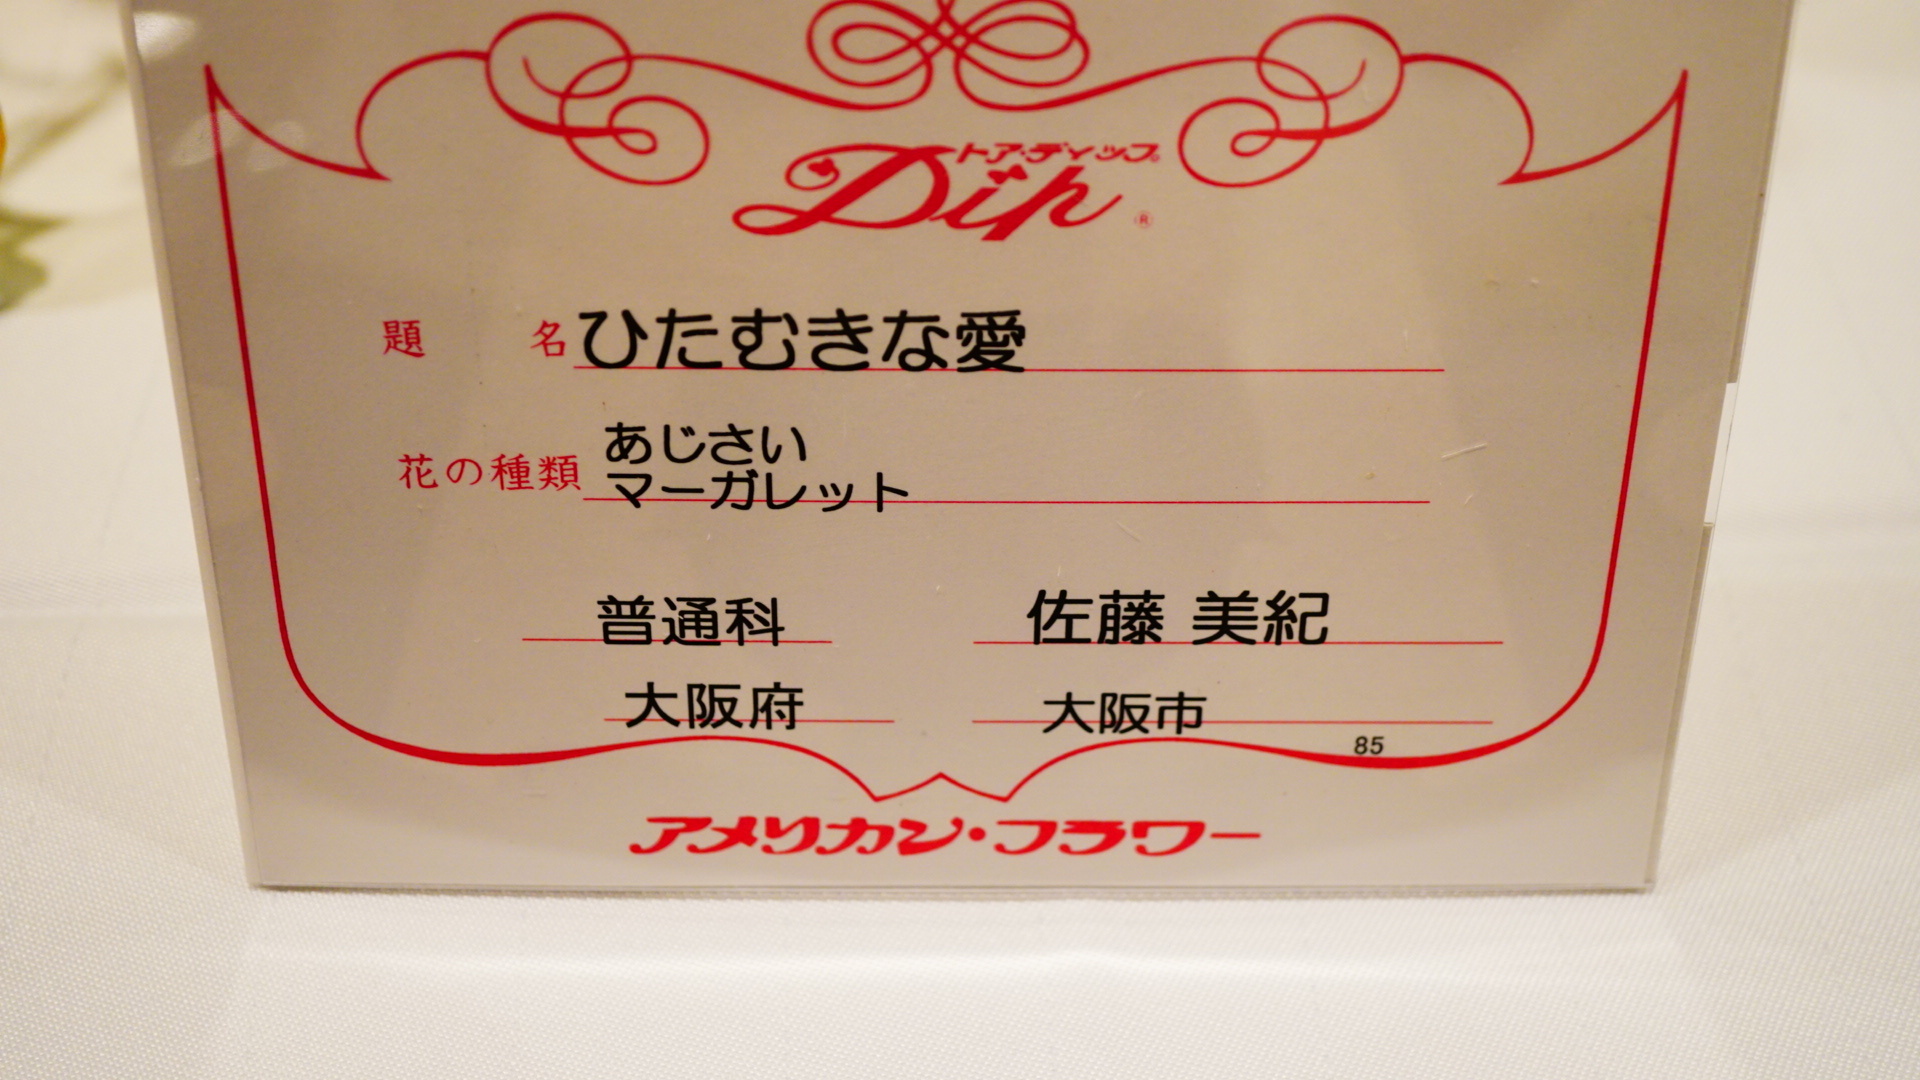 トア・ディップ
Dip ®
題　　名 ひたむきな愛
花の種類 あじさい
マーガレット
普通科 佐藤 美紀
大阪府 大阪市
85
アメリカン・フラワー